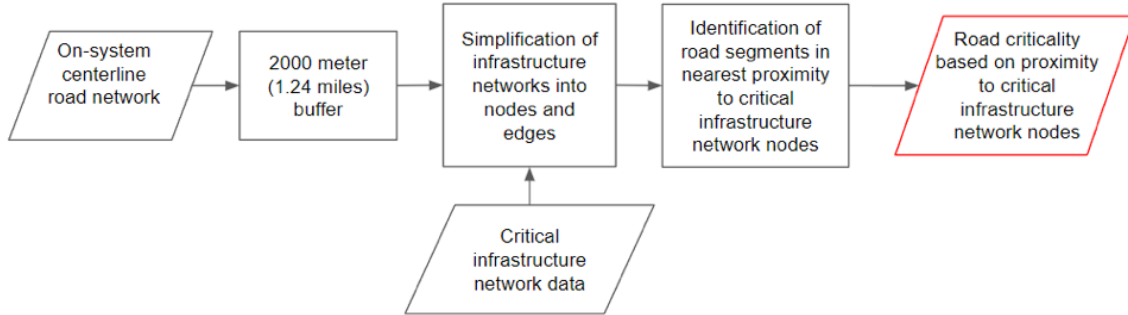 On-system
centerline
road network
2000 meter
(1.24 miles)
buffer
Simplification of
infrastructure
networks into
nodes and
edges
Identification of
road segments in
nearest proximity
to critical
infrastructure
network nodes
Road criticality
based on proximity
to critical
infrastructure
network nodes
Critical
infrastructure
network data